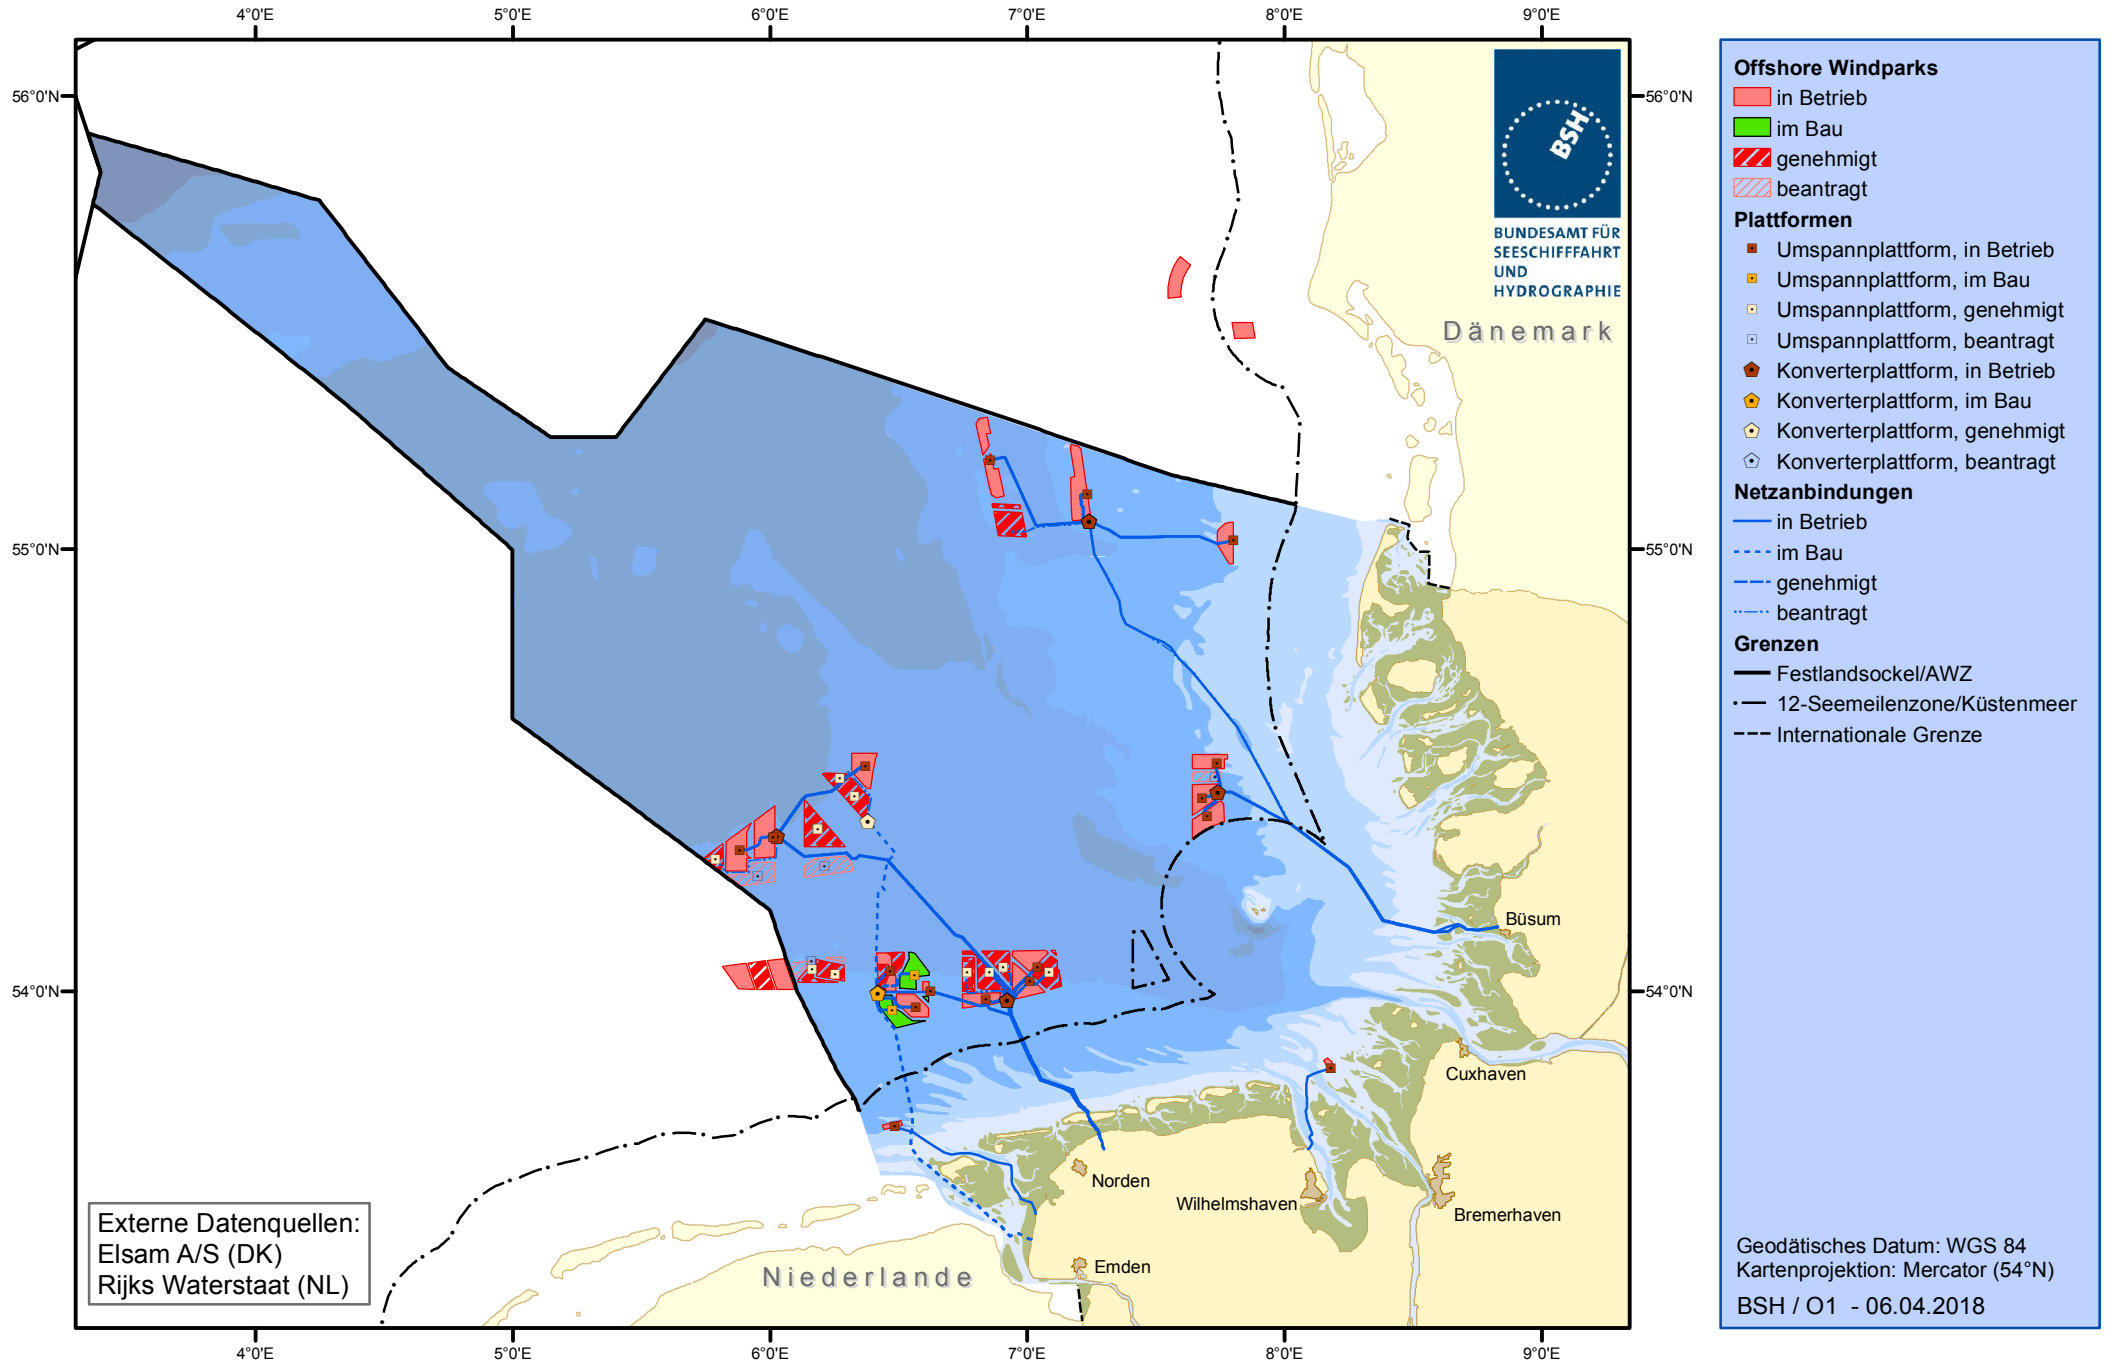 4°0'E
5°0'E
6°0'E
7°0'E
8°0'E
9°0'E
56°0'N
56°0'N
55°0'N
55°0'N
54°0'N
54°0'N
BSH
BUNDESAMT FÜR
SEESCHIFFFAHRT
UND
HYDROGRAPHIE
Dänemark
Büsum
Cuxhaven
Norden
Wilhelmshaven
Bremerhaven
Emden
Niederlande
Externe Datenquellen:
Elsam A/S (DK)
Rijks Waterstaat (NL)
4°0'E
5°0'E
6°0'E
7°0'E
8°0'E
9°0'E
Offshore Windparks
in Betrieb
im Bau
genehmigt
beantragt
Plattformen
Umspannplattform, in Betrieb
Umspannplattform, im Bau
Umspannplattform, genehmigt
Umspannplattform, beantragt
Konverterplattform, in Betrieb
Konverterplattform, im Bau
Konverterplattform, genehmigt
Konverterplattform, beantragt
Netzanbindungen
in Betrieb
im Bau
genehmigt
beantragt
Grenzen
Festlandsockel/AWZ
12-Seemeilenzone/Küstenmeer
Internationale Grenze
Geodätisches Datum: WGS 84
Kartenprojektion: Mercator (54°N)
BSH / O1 - 06.04.2018